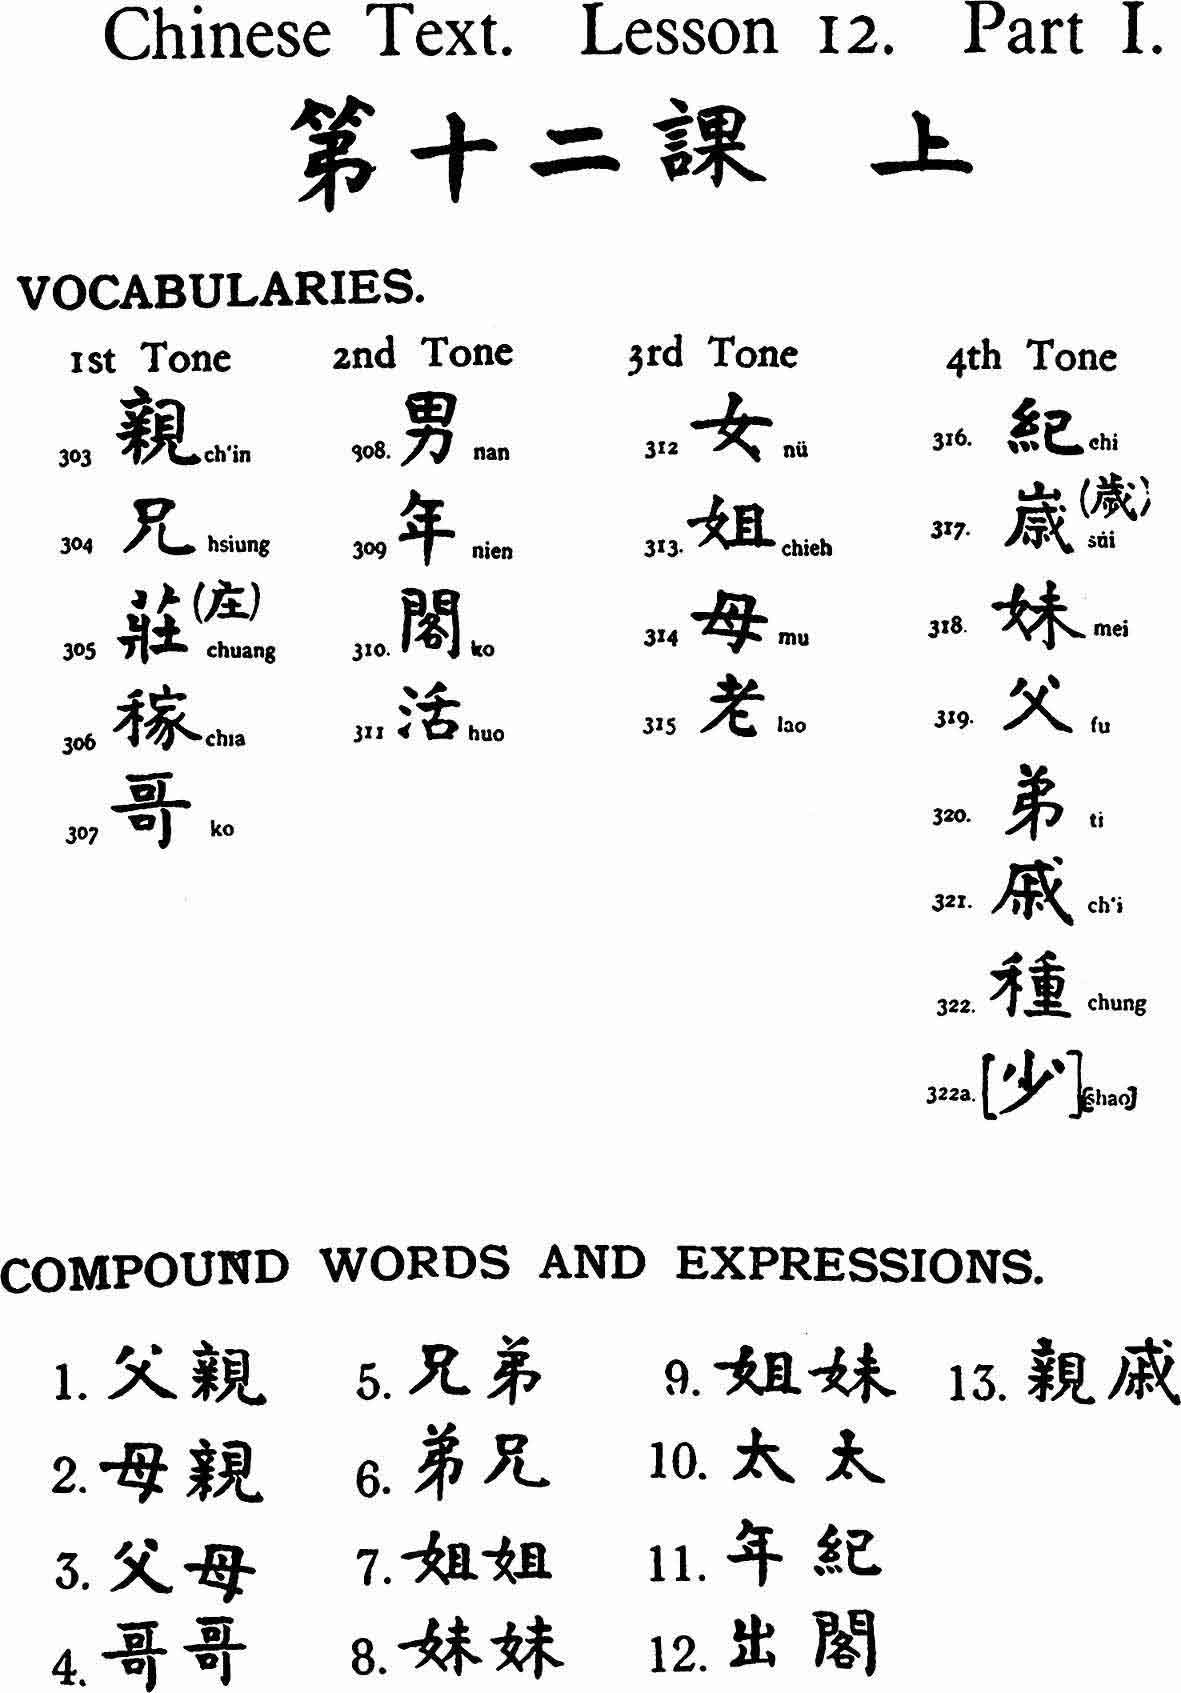 Chinese Text. Lesson 12. Part I.
第十二課 上
VOCABULARIES.
1st Tone 2nd Tone 3rd Tone 4th Tone
303 親 ch'in 308. 男 nan 312 女 nü 316. 紀 chi
304 兄 hsiung 309 年 nien 313. 姐 chieh 317. 歳 (歲) sui
305 莊 (庄) chuang 310. 閣 ko 314 母 mu 318. 妹 mei
306 稼 chia 311 活 huo 315 老 lao 319. 父 fu
307 哥 ko 320. 弟 ti
321. 戚 ch'i
322. 種 chung
322a. [少] [shao]
COMPOUND WORDS AND EXPRESSIONS.
1. 父親 5. 兄弟 9. 姐妹 13. 親戚
2. 母親 6. 弟兄 10. 太太
3. 父母 7. 姐姐 11. 年紀
4. 哥哥 8. 妹妹 12. 出閣